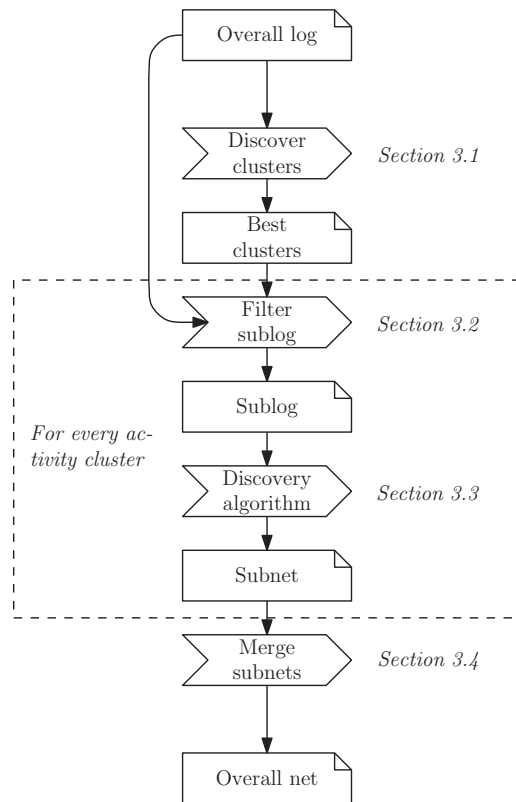 Overall log
Discover
clusters
Section 3.1
Best
clusters
Filter
sublog
Section 3.2
Sublog
For every ac-
tivity cluster
Discovery
algorithm
Section 3.3
Subnet
Merge
subnets
Section 3.4
Overall net